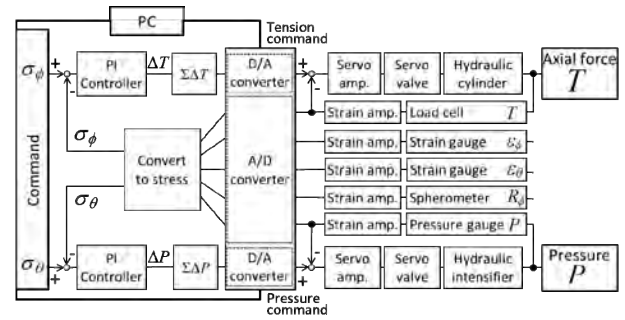 PC
Tension
command
Command
σϕ
+
-
PI
Controller
ΔT
ΣΔT
D/A
converter
+
-
Servo
amp.
Servo
valve
Hydraulic
cylinder
Axial force
T
Strain amp.
Load cell T
σϕ
Convert
to stress
A/D
converter
Strain amp.
Strain gauge εϕ
Strain amp.
Strain gauge εθ
σθ
Strain amp.
Spherometer Rϕ
Strain amp.
Pressure gauge P
σθ
-
+
PI
Controller
ΔP
ΣΔP
D/A
converter
-
+
Servo
amp.
Servo
valve
Hydraulic
intensifier
Pressure
P
Pressure
command